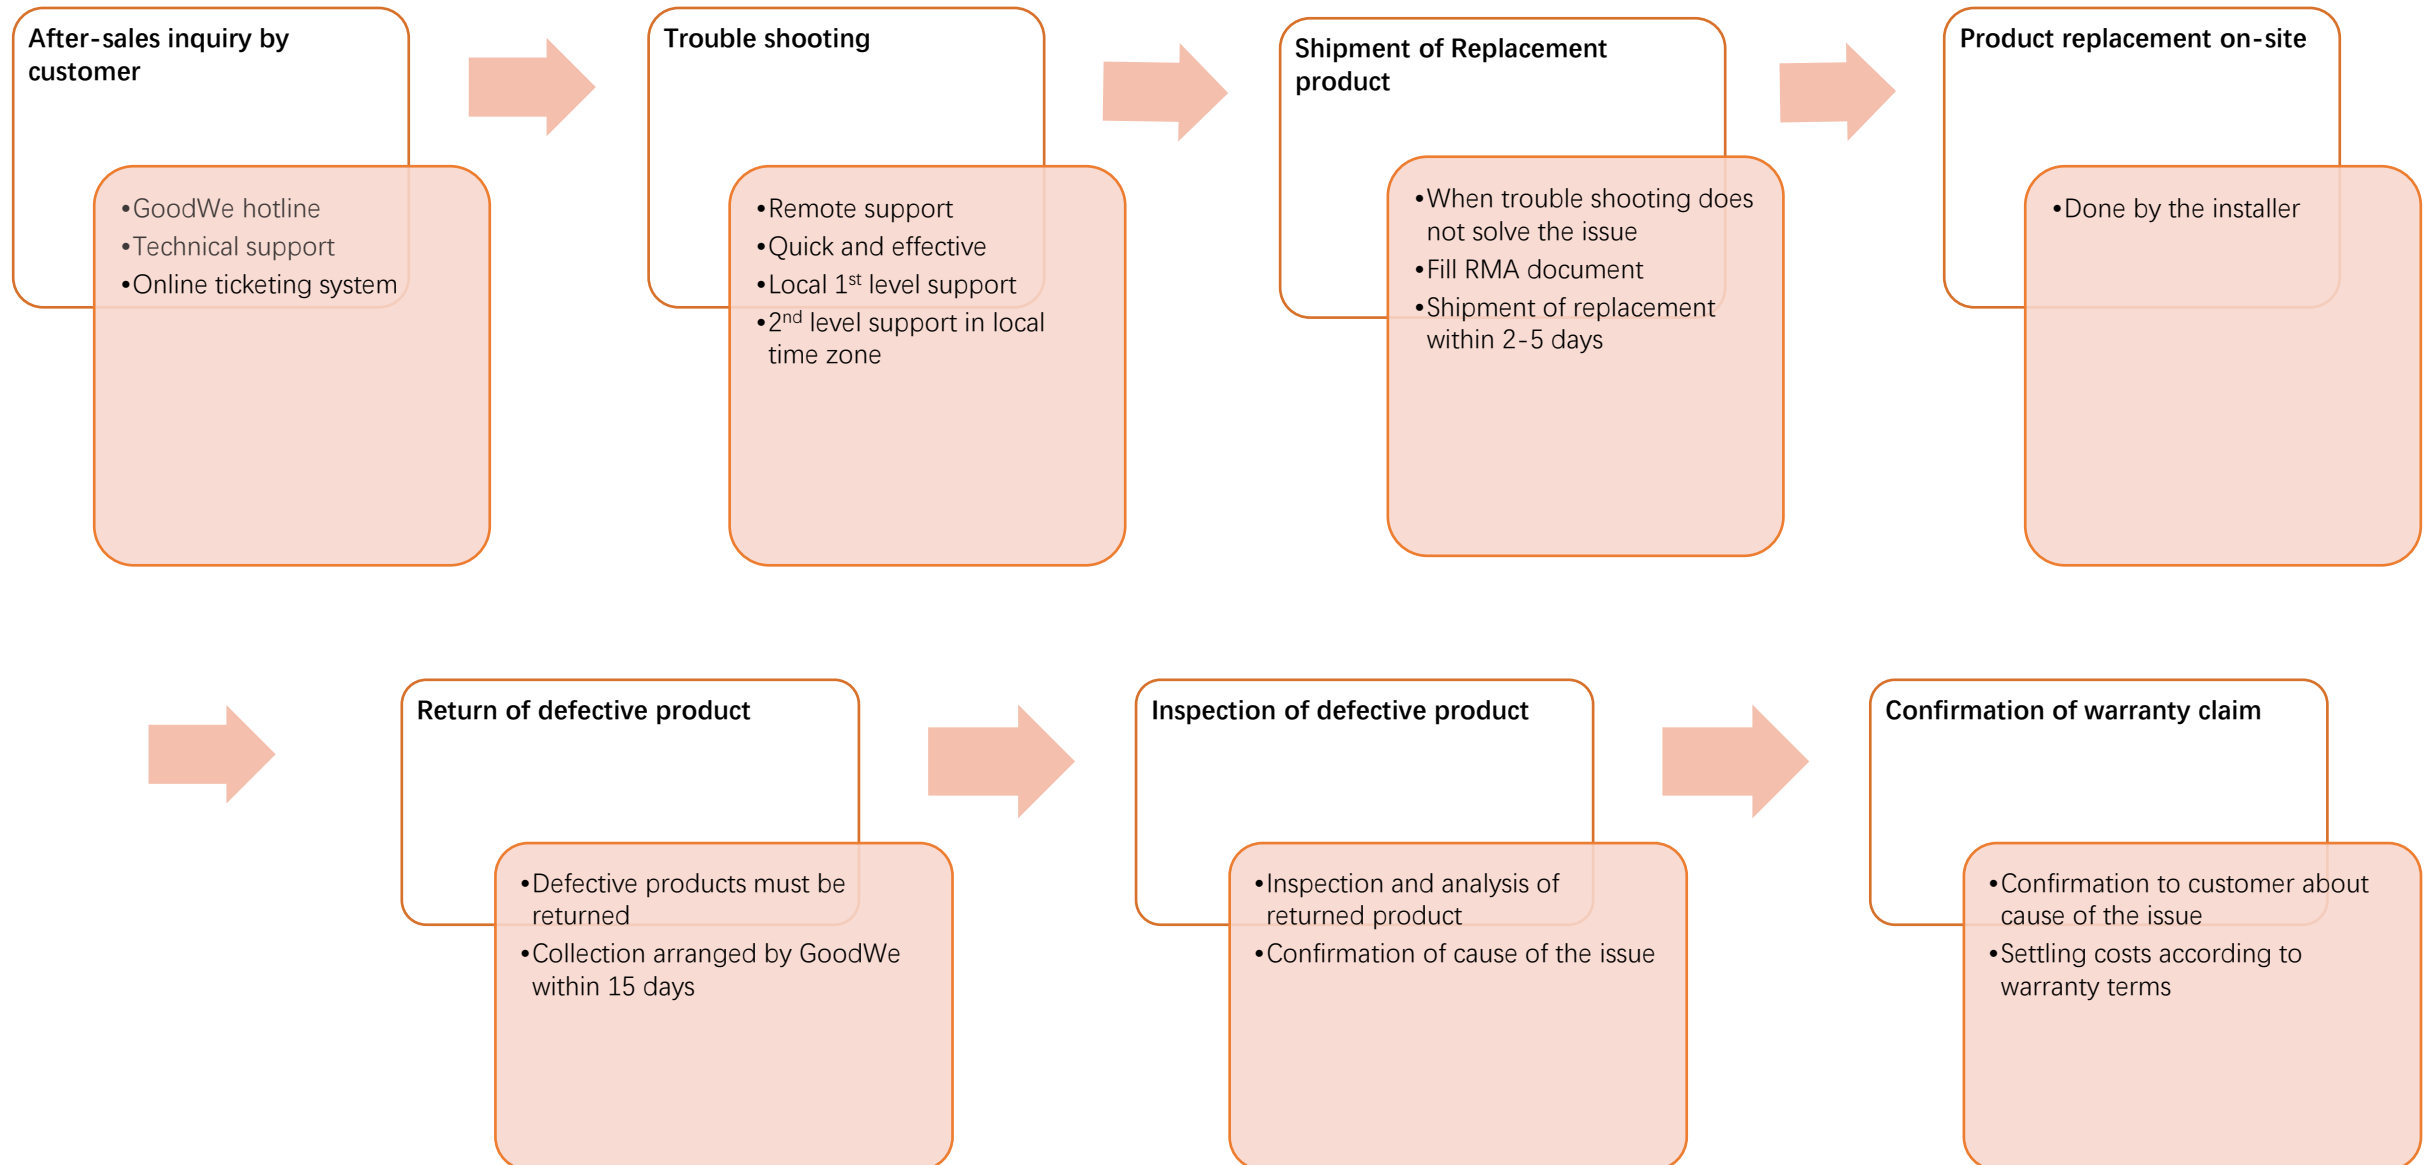 After-sales inquiry by
customer
•GoodWe hotline
•Technical support
•Online ticketing system
Trouble shooting
•Remote support
•Quick and effective
•Local 1st level support
•2nd level support in local
time zone
Shipment of Replacement
product
•When trouble shooting does
not solve the issue
•Fill RMA document
•Shipment of replacement
within 2-5 days
Product replacement on-site
•Done by the installer
Return of defective product
•Defective products must be
returned
•Collection arranged by GoodWe
within 15 days
Inspection of defective product
•Inspection and analysis of
returned product
•Confirmation of cause of the issue
Confirmation of warranty claim
•Confirmation to customer about
cause of the issue
•Settling costs according to
warranty terms